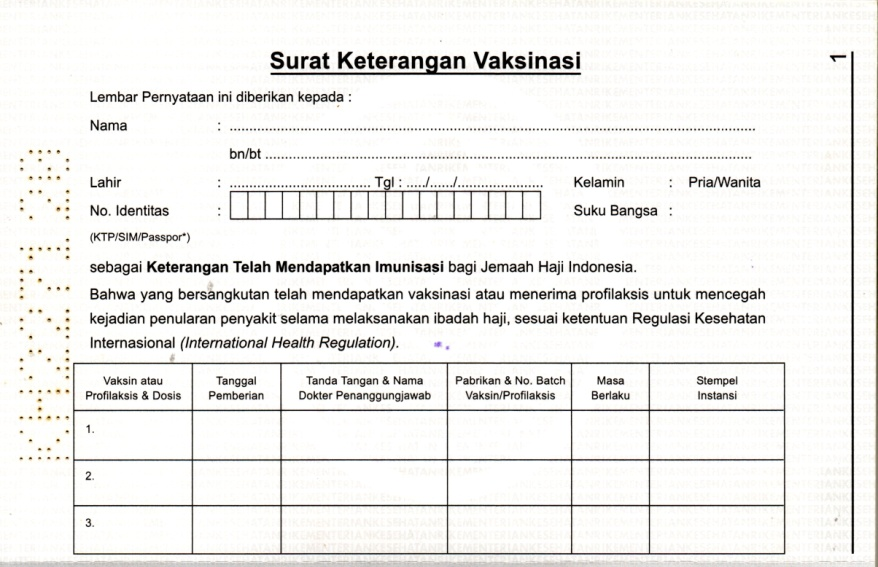 1
Surat Keterangan Vaksinasi
Lembar Pernyataan ini diberikan kepada :
Nama : ..........................................................................................
bn/bt ..........................................................................................
Lahir : .................................... Tgl : ...../...../...................... Kelamin : Pria/Wanita
No. Identitas : Suku Bangsa :
(KTP/SIM/Passpor*)
sebagai Keterangan Telah Mendapatkan Imunisasi bagi Jemaah Haji Indonesia.
Bahwa yang bersangkutan telah mendapatkan vaksinasi atau menerima profilaksis untuk mencegah
kejadian penularan penyakit selama melaksanakan ibadah haji, sesuai ketentuan Regulasi Kesehatan
Internasional (International Health Regulation).
Vaksin atau Profilaksis & Dosis
Tanggal Pemberian
Tanda Tangan & Nama Dokter Penanggungjawab
Pabrikan & No. Batch Vaksin/Profilaksis
Masa Berlaku
Stempel Instansi
1.
2.
3.